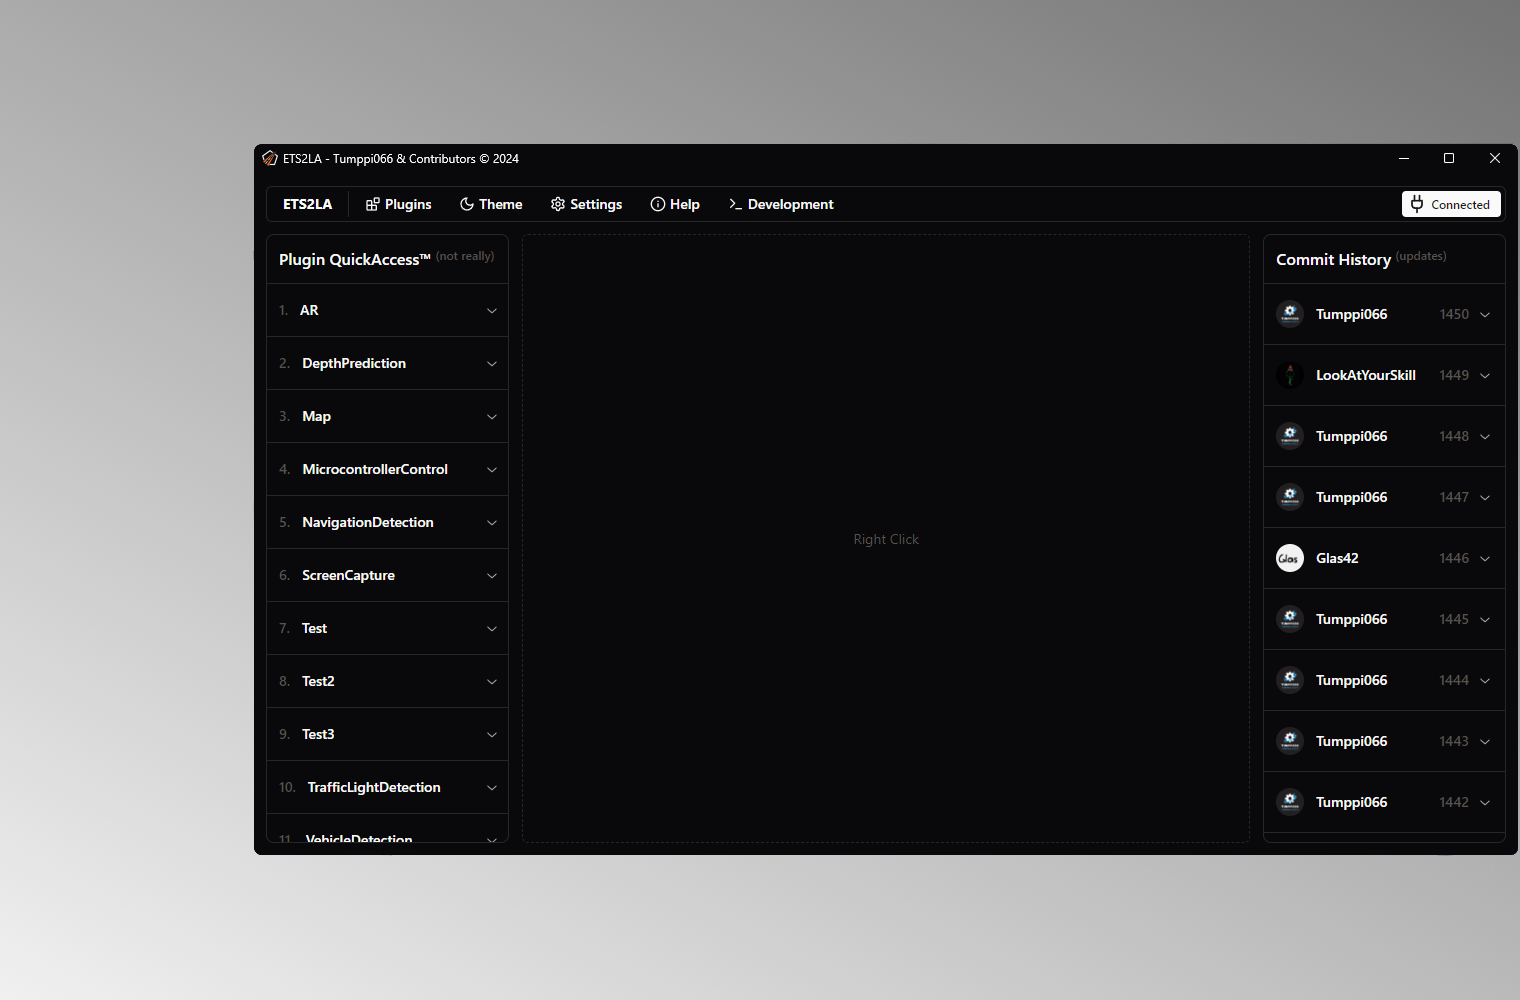 ETS2LA - Tumppi066 & Contributors © 2024
ETS2LA Plugins Theme Settings Help Development Connected
Plugin QuickAccess™ (not really)
1. AR
2. DepthPrediction
3. Map
4. MicrocontrollerControl
5. NavigationDetection
6. ScreenCapture
7. Test
8. Test2
9. Test3
10. TrafficLightDetection
11. VehicleDetection
Right Click
Commit History (updates)
Tumppi066 1450
LookAtYourSkill 1449
Tumppi066 1448
Tumppi066 1447
Glas Glas42 1446
Tumppi066 1445
Tumppi066 1444
Tumppi066 1443
Tumppi066 1442